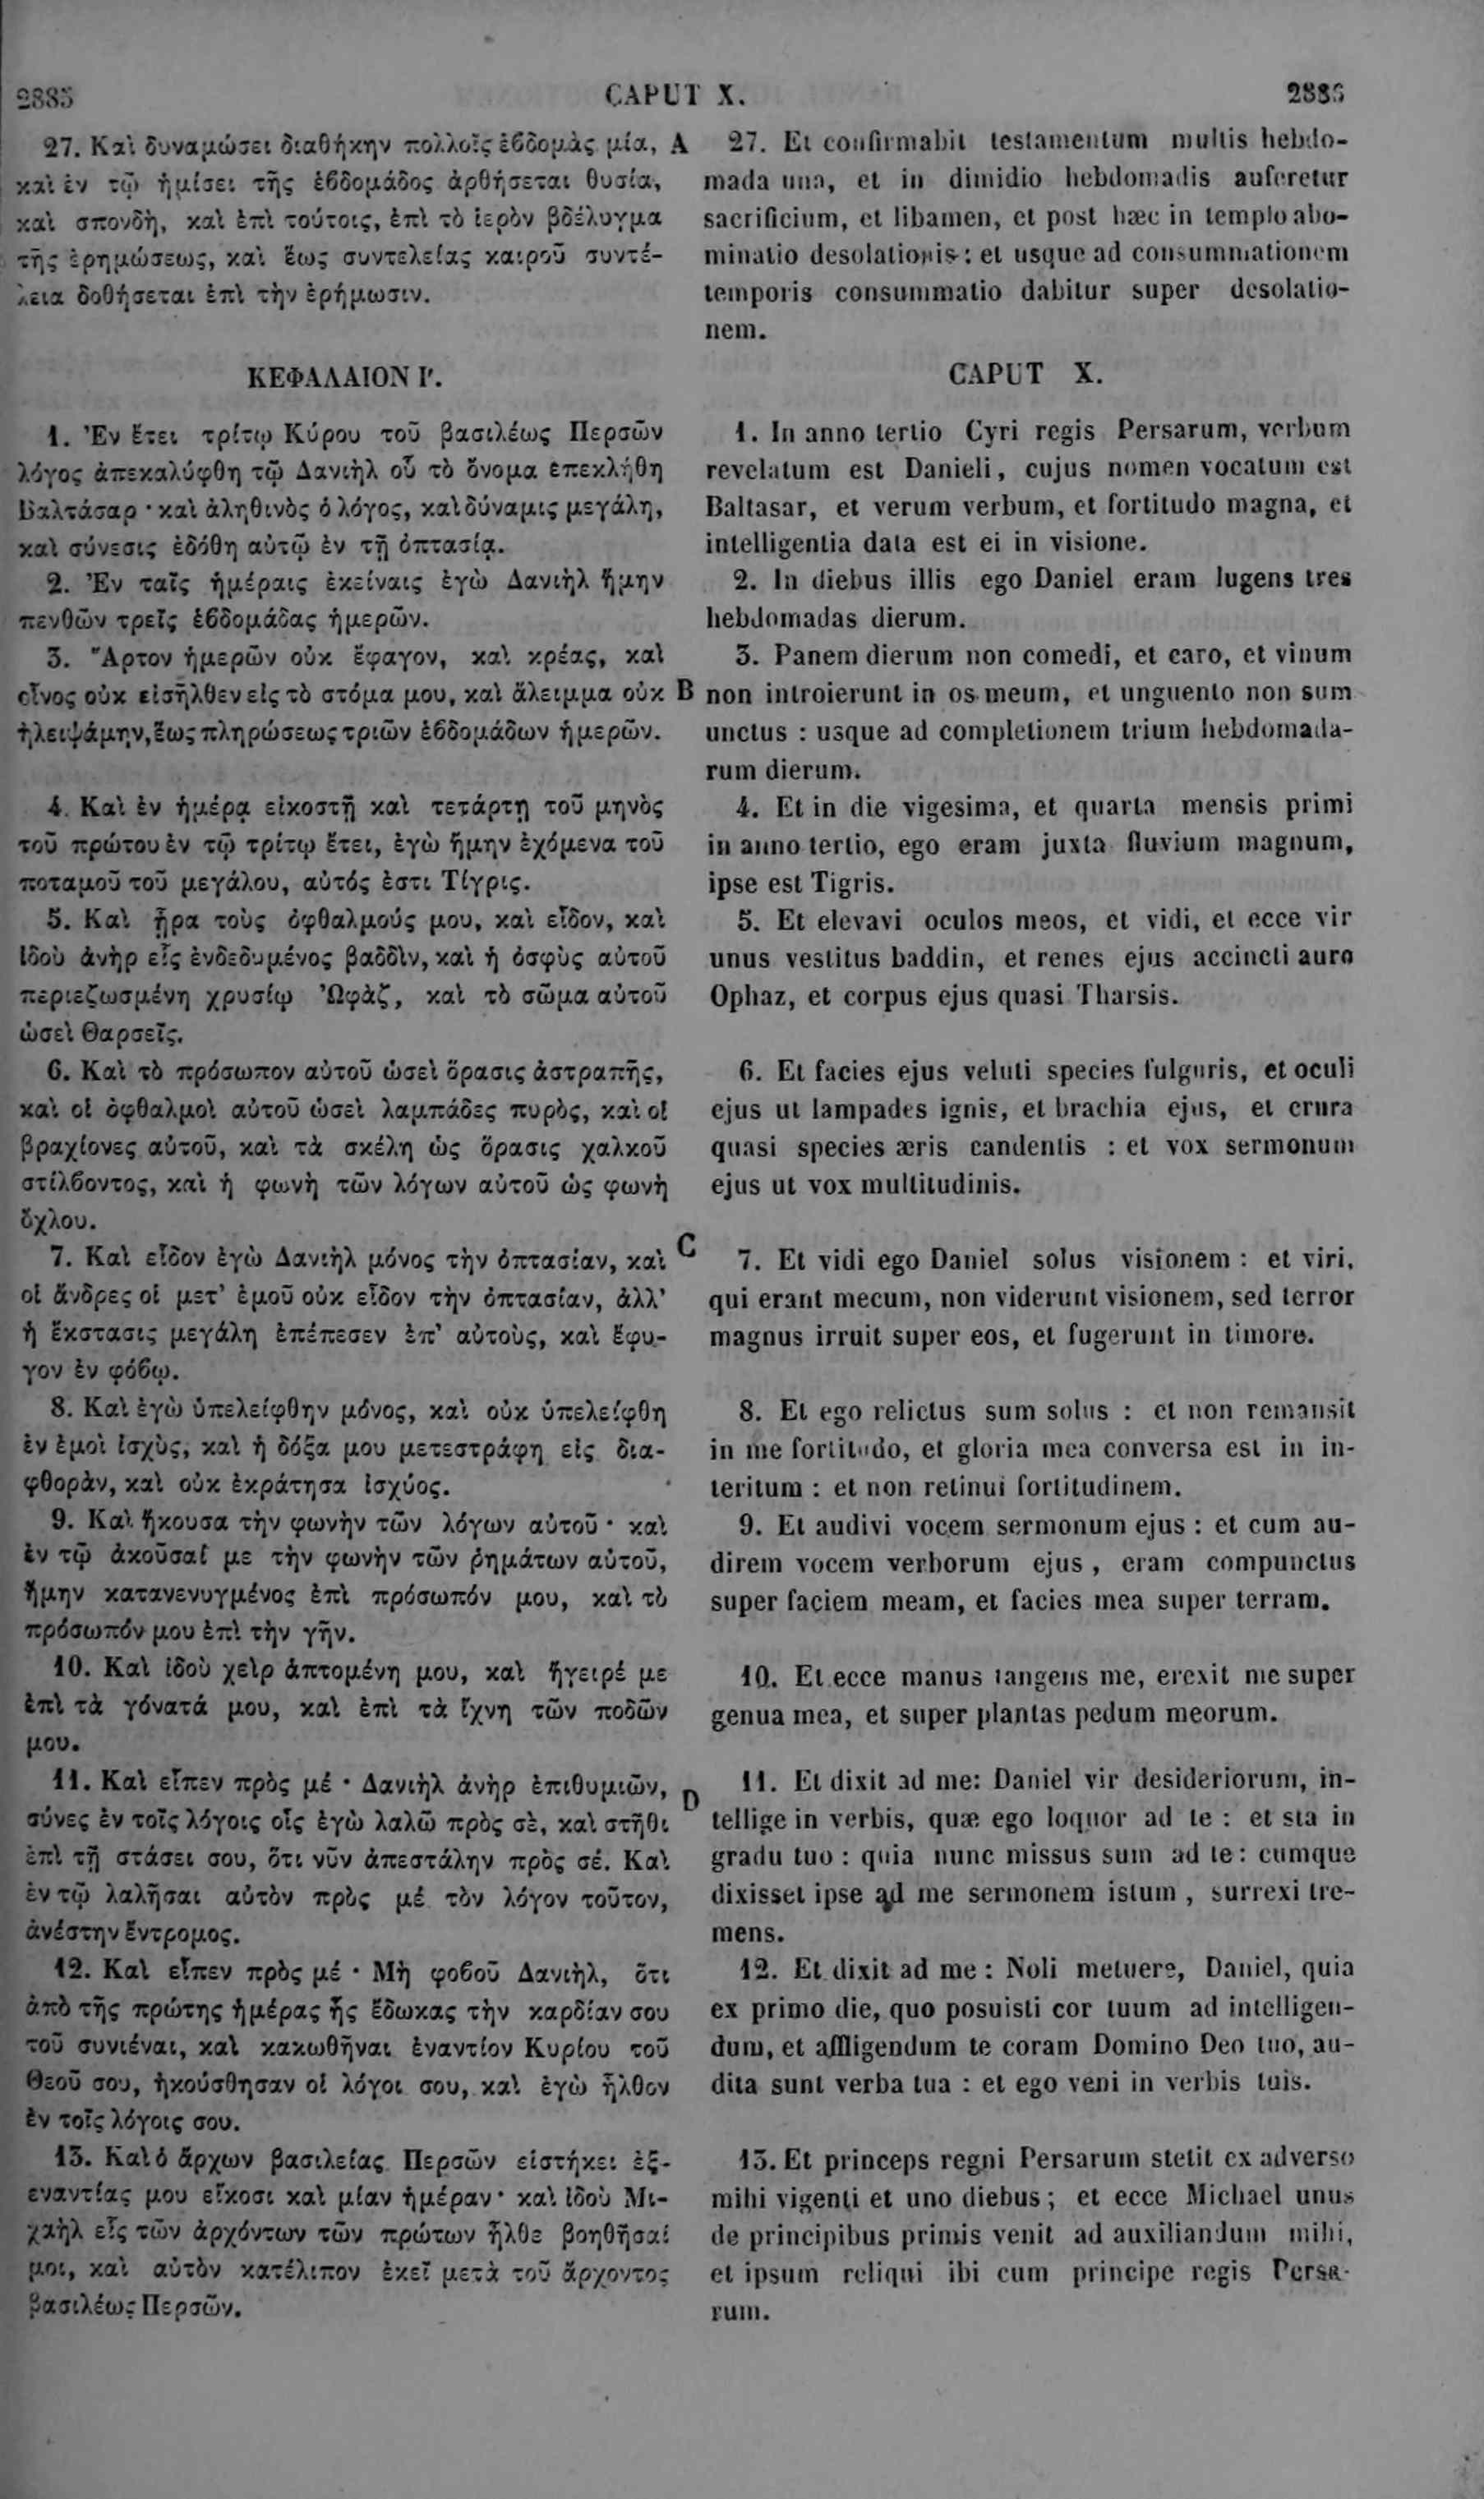 2885
CAPUT X.
2886
27. Καὶ δυναμώσει διαθήκην πολλοῖς ἑβδομὰς μία,
καὶ ἐν τῷ ἡμίσει τῆς ἑβδομάδος ἀρθήσεται θυσία,
καὶ σπονδὴ, καὶ ἐπὶ τούτοις, ἐπὶ τὸ ἱερὸν βδέλυγμα
τῆς ἐρημώσεως, καὶ ἕως συντελείας καιροῦ συντέ-
λεια δοθήσεται ἐπὶ τὴν ἐρήμωσιν.
ΚΕΦΑΛΑΙΟΝ Ι'.
1. Ἐν ἔτει τρίτῳ Κύρου τοῦ βασιλέως Περσῶν
λόγος ἀπεκαλύφθη τῷ Δανιὴλ οὗ τὸ ὄνομα ἐπεκλήθη
Βαλτάσαρ · καὶ ἀληθινὸς ὁ λόγος, καὶ δύναμις μεγάλη,
καὶ σύνεσις ἐδόθη αὐτῷ ἐν τῇ ὀπτασίᾳ.
2. Ἐν ταῖς ἡμέραις ἐκείναις ἐγὼ Δανιὴλ ἤμην
πενθῶν τρεῖς ἑβδομάδας ἡμερῶν.
3. Ἄρτον ἡμερῶν οὐκ ἔφαγον, καὶ κρέας, καὶ
οἶνος οὐκ εἰσῆλθεν εἰς τὸ στόμα μου, καὶ ἄλειμμα οὐκ
ἠλειψάμην, ἕως πληρώσεως τριῶν ἑβδομάδων ἡμερῶν.
4. Καὶ ἐν ἡμέρᾳ εἰκοστῇ καὶ τετάρτῃ τοῦ μηνὸς
τοῦ πρώτου ἐν τῷ τρίτῳ ἔτει, ἐγὼ ἤμην ἐχόμενα τοῦ
ποταμοῦ τοῦ μεγάλου, αὐτός ἐστι Τίγρις.
5. Καὶ ᾖρα τοὺς ὀφθαλμούς μου, καὶ εἶδον, καὶ
ἰδοὺ ἀνὴρ εἷς ἐνδεδυμένος βαδδὶν, καὶ ἡ ὀσφὺς αὐτοῦ
περιεζωσμένη χρυσίῳ Ὠφὰζ, καὶ τὸ σῶμα αὐτοῦ
ὡσεὶ Θαρσεῖς.
6. Καὶ τὸ πρόσωπον αὐτοῦ ὡσεὶ ὅρασις ἀστραπῆς,
καὶ οἱ ὀφθαλμοὶ αὐτοῦ ὡσεὶ λαμπάδες πυρὸς, καὶ οἱ
βραχίονες αὐτοῦ, καὶ τὰ σκέλη ὡς ὅρασις χαλκοῦ
στίλβοντος, καὶ ἡ φωνὴ τῶν λόγων αὐτοῦ ὡς φωνὴ
ὄχλου.
7. Καὶ εἶδον ἐγὼ Δανιὴλ μόνος τὴν ὀπτασίαν, καὶ
οἱ ἄνδρες οἱ μετ' ἐμοῦ οὐκ εἶδον τὴν ὀπτασίαν, ἀλλ'
ἡ ἔκστασις μεγάλη ἐπέπεσεν ἐπ' αὐτοὺς, καὶ ἔφυ-
γον ἐν φόβῳ.
8. Καὶ ἐγὼ ὑπελείφθην μόνος, καὶ οὐκ ὑπελείφθη
ἐν ἐμοὶ ἰσχὺς, καὶ ἡ δόξα μου μετεστράφη εἰς δια-
φθορὰν, καὶ οὐκ ἐκράτησα ἰσχύος.
9. Καὶ ἤκουσα τὴν φωνὴν τῶν λόγων αὐτοῦ · καὶ
ἐν τῷ ἀκοῦσαί με τὴν φωνὴν τῶν ῥημάτων αὐτοῦ,
ἤμην κατανενυγμένος ἐπὶ πρόσωπόν μου, καὶ τὸ
πρόσωπόν μου ἐπὶ τὴν γῆν.
10. Καὶ ἰδοὺ χεὶρ ἁπτομένη μου, καὶ ἤγειρέ με
ἐπὶ τὰ γόνατά μου, καὶ ἐπὶ τὰ ἴχνη τῶν ποδῶν
μου.
11. Καὶ εἶπεν πρὸς μέ · Δανιὴλ ἀνὴρ ἐπιθυμιῶν,
σύνες ἐν τοῖς λόγοις οἷς ἐγὼ λαλῶ πρὸς σὲ, καὶ στῆθι
ἐπὶ τῇ στάσει σου, ὅτι νῦν ἀπεστάλην πρὸς σέ. Καὶ
ἐν τῷ λαλῆσαι αὐτὸν πρὸς μέ τὸν λόγον τοῦτον,
ἀνέστην ἔντρομος.
12. Καὶ εἶπεν πρὸς μέ · Μὴ φοβοῦ Δανιὴλ, ὅτι
ἀπὸ τῆς πρώτης ἡμέρας ἧς ἔδωκας τὴν καρδίαν σου
τοῦ συνιέναι, καὶ κακωθῆναι ἐναντίον Κυρίου τοῦ
Θεοῦ σου, ἠκούσθησαν οἱ λόγοι σου, καὶ ἐγὼ ἦλθον
ἐν τοῖς λόγοις σου.
13. Καὶ ὁ ἄρχων βασιλείας Περσῶν εἱστήκει ἐξ-
εναντίας μου εἴκοσι καὶ μίαν ἡμέραν · καὶ ἰδοὺ Μι-
χαὴλ εἷς τῶν ἀρχόντων τῶν πρώτων ἦλθε βοηθῆσαί
μοι, καὶ αὐτὸν κατέλιπον ἐκεῖ μετὰ τοῦ ἄρχοντος
βασιλέως Περσῶν.
A
B
C
D
27. Et confirmabit testamentum multis hebdo-
mada una, et in dimidio hebdomadis auferetur
sacrificium, et libamen, et post hæc in templo abo-
minatio desolationis : et usque ad consummationem
temporis consummatio dabitur super desolatio-
nem.
CAPUT X.
1. In anno tertio Cyri regis Persarum, verbum
revelatum est Danieli, cujus nomen vocatum est
Baltasar, et verum verbum, et fortitudo magna, et
intelligentia data est ei in visione.
2. In diebus illis ego Daniel eram lugens tres
hebdomadas dierum.
3. Panem dierum non comedi, et caro, et vinum
non introierunt in os meum, et unguento non sum
unctus : usque ad completionem trium hebdomada-
rum dierum.
4. Et in die vigesima, et quarta mensis primi
in anno tertio, ego eram juxta fluvium magnum,
ipse est Tigris.
5. Et elevavi oculos meos, et vidi, et ecce vir
unus vestitus baddin, et renes ejus accincti auro
Ophaz, et corpus ejus quasi Tharsis.
6. Et facies ejus veluti species fulguris, et oculi
ejus ut lampades ignis, et brachia ejus, et crura
quasi species æris candentis : et vox sermonum
ejus ut vox multitudinis.
7. Et vidi ego Daniel solus visionem : et viri,
qui erant mecum, non viderunt visionem, sed terror
magnus irruit super eos, et fugerunt in timore.
8. Et ego relictus sum solus : et non remansit
in me fortitudo, et gloria mea conversa est in in-
teritum : et non retinui fortitudinem.
9. Et audivi vocem sermonum ejus : et cum au-
direm vocem verborum ejus, eram compunctus
super faciem meam, et facies mea super terram.
10. Et ecce manus tangens me, erexit me super
genua mea, et super plantas pedum meorum.
11. Et dixit ad me: Daniel vir desideriorum, in-
tellige in verbis, quæ ego loquor ad te : et sta in
gradu tuo : quia nunc missus sum ad te : cumque
dixisset ipse ad me sermonem istum, surrexi tre-
mens.
12. Et dixit ad me : Noli metuere, Daniel, quia
ex primo die, quo posuisti cor tuum ad intelligen-
dum, et affligendum te coram Domino Deo tuo, au-
dita sunt verba tua : et ego veni in verbis tuis.
13. Et princeps regni Persarum stetit ex adverso
mihi vigenti et uno diebus ; et ecce Michael unus
de principibus primis venit ad auxiliandum mihi,
et ipsum reliqui ibi cum principe regis Persa-
rum.